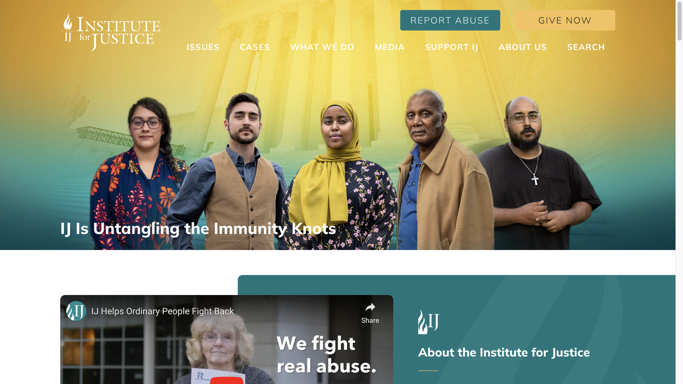 REPORT ABUSE
GIVE NOW
INSTITUTE
for JUSTICE
IJ
ISSUES
CASES
WHAT WE DO
MEDIA
SUPPORT IJ
ABOUT US
SEARCH
IJ Is Untangling the Immunity Knots
IJ
IJ Helps Ordinary People Fight Back
Share
We fight
real abuse.
IJ
About the Institute for Justice